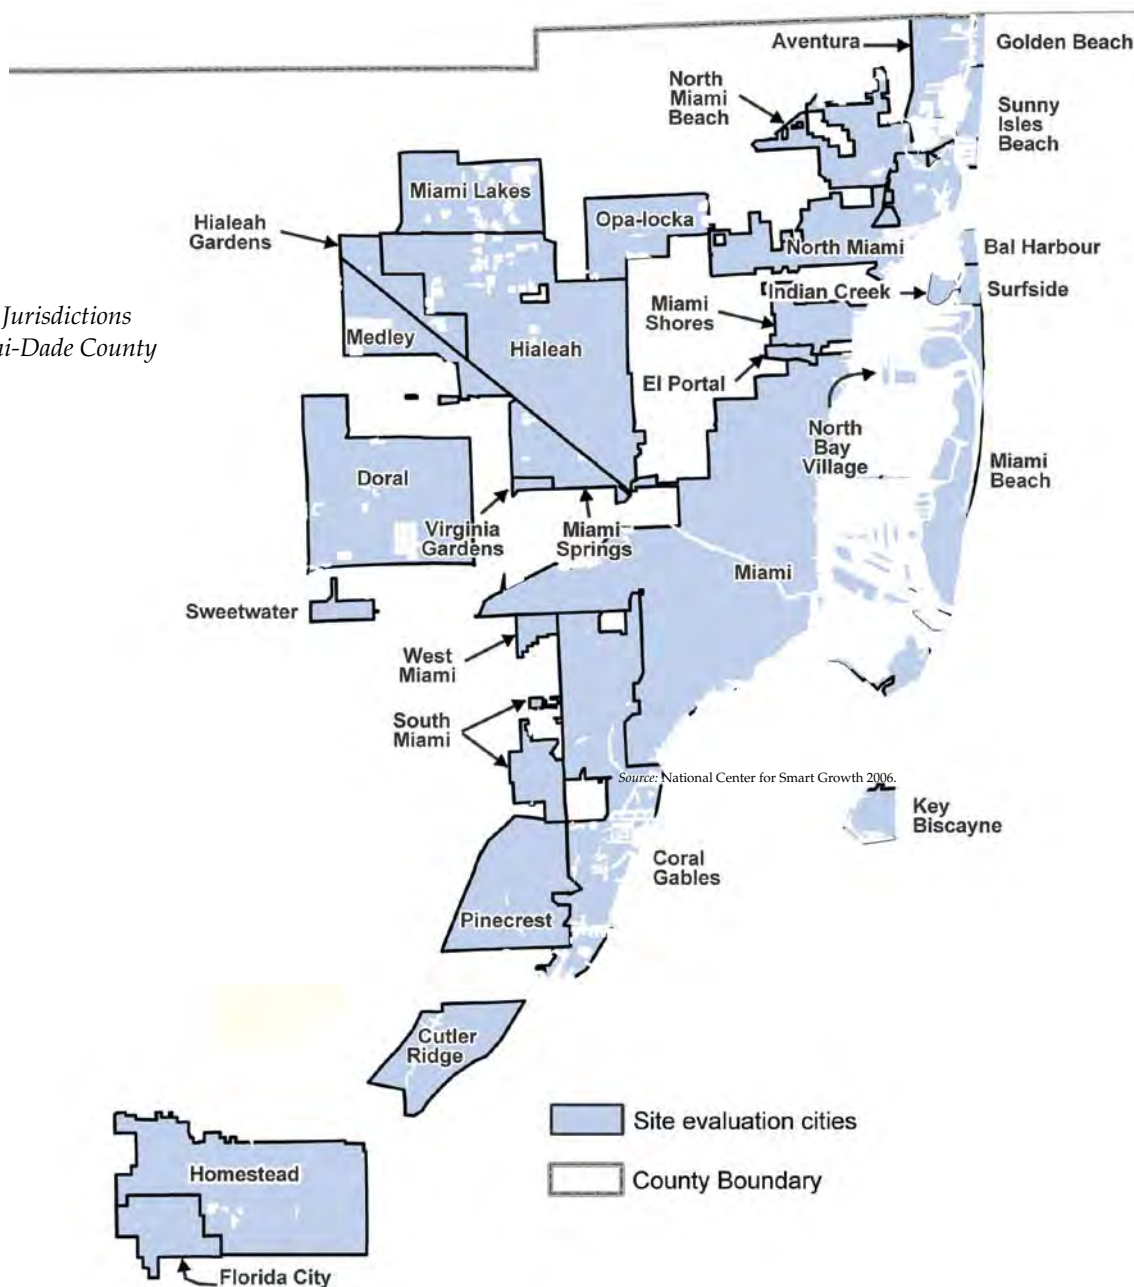 Aventura
Golden Beach
North
Miami
Beach
Sunny
Isles
Beach
Miami Lakes
Hialeah
Gardens
Opa-locka
North Miami
Bal Harbour
Indian Creek
Surfside
Jurisdictions
i-Dade County
Miami
Shores
Medley
Hialeah
El Portal
North
Bay
Village
Miami
Beach
Doral
Virginia
Gardens
Miami
Springs
Miami
Sweetwater
West
Miami
South
Miami
Source: National Center for Smart Growth 2006.
Key
Biscayne
Coral
Gables
Pinecrest
Cutler
Ridge
Site evaluation cities
County Boundary
Homestead
Florida City